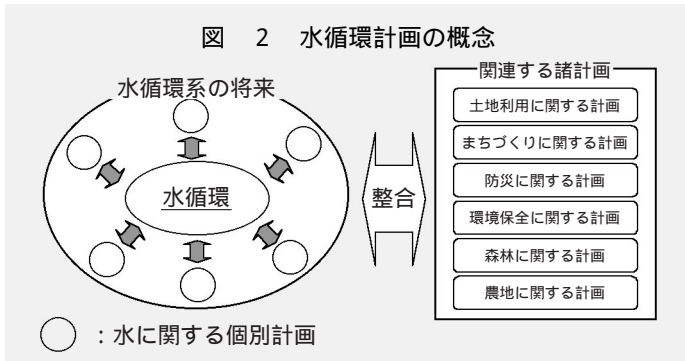 図 2 水循環計画の概念
水循環系の将来
水循環
整合
関連する諸計画
土地利用に関する計画
まちづくりに関する計画
防災に関する計画
環境保全に関する計画
森林に関する計画
農地に関する計画
：水に関する個別計画